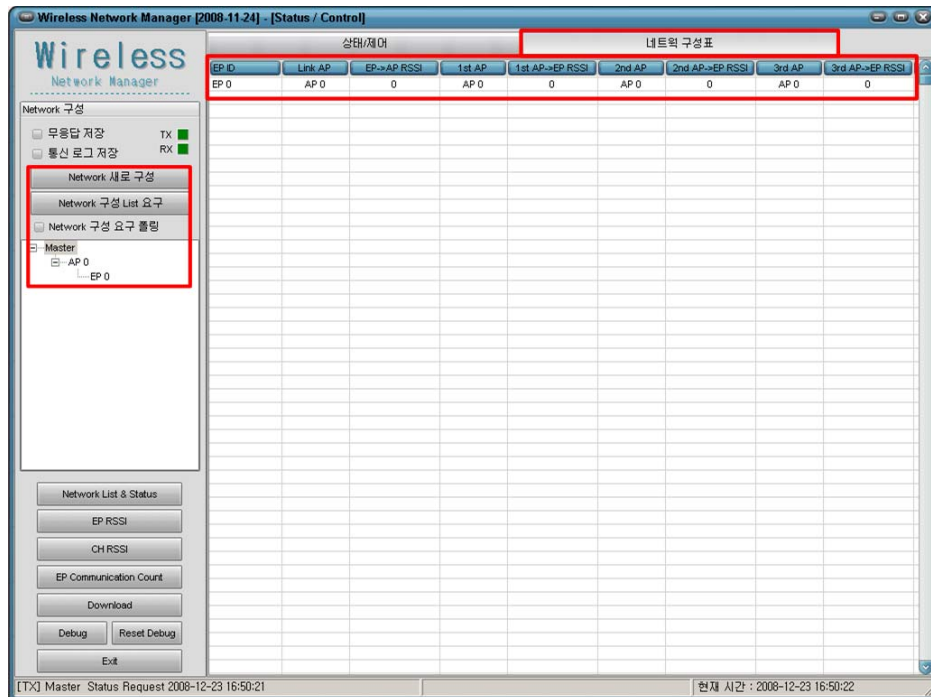 Wireless Network Manager [2008-11-24] - [Status / Control]
Wireless
Network Manager
상태/제어
네트웍 구성표
EP ID Link AP EP->AP RSSI 1st AP 1st AP->EP RSSI 2nd AP 2nd AP->EP RSSI 3rd AP 3rd AP->EP RSSI
EP 0 AP 0 0 AP 0 0 AP 0 0 AP 0 0
Network 구성
무응답 저장 TX
통신 로그 저장 RX
Network 새로 구성
Network 구성 List 요구
Network 구성 요구 폴링
Master
AP 0
EP 0
Network List & Status
EP RSSI
CH RSSI
EP Communication Count
Download
Debug Reset Debug
Exit
[TX] Master Status Request 2008-12-23 16:50:21
현재 시간 : 2008-12-23 16:50:22